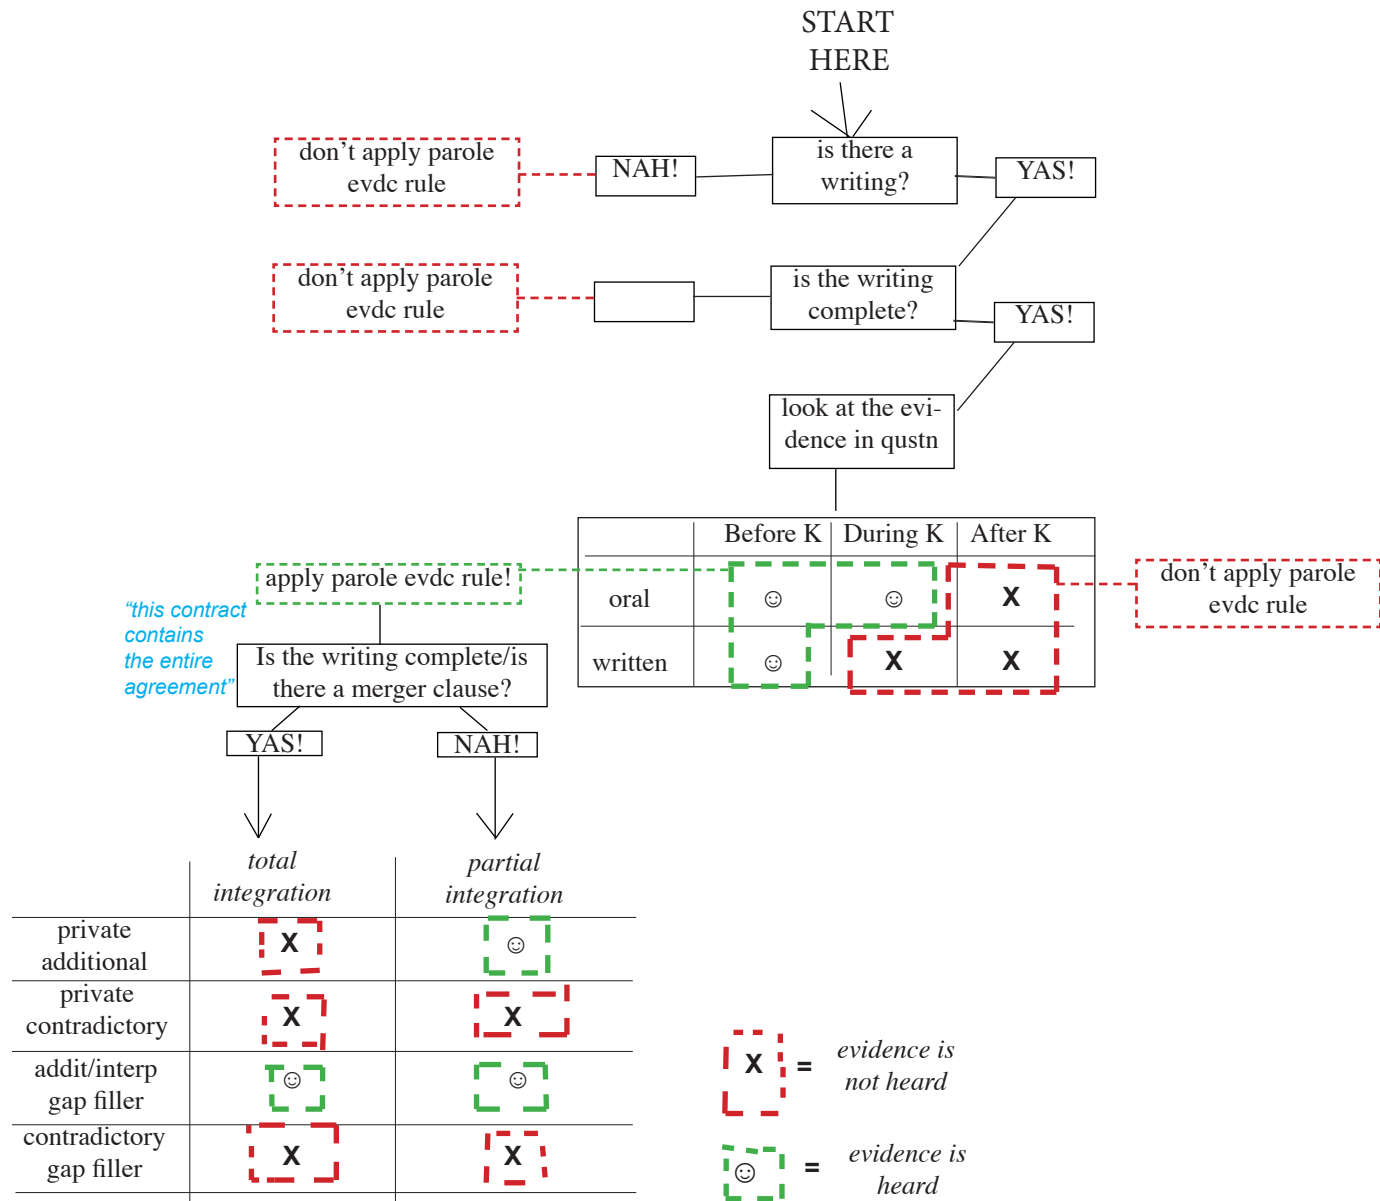 START
HERE
don't apply parole
evdc rule
NAH!
is there a
writing?
YAS!
don't apply parole
evdc rule
is the writing
complete?
YAS!
look at the evi-
dence in qustn
Before K During K After K
apply parole evdc rule!
oral ☺ ☺ X
don't apply parole
evdc rule
written ☺ X X
“this contract
contains
the entire
agreement”
Is the writing complete/is
there a merger clause?
YAS!
NAH!
total
integration
partial
integration
private
additional
X ☺
private
contradictory
X X
addit/interp
gap filler
☺ ☺
contradictory
gap filler
X X
X = evidence is
not heard
☺ = evidence is
heard